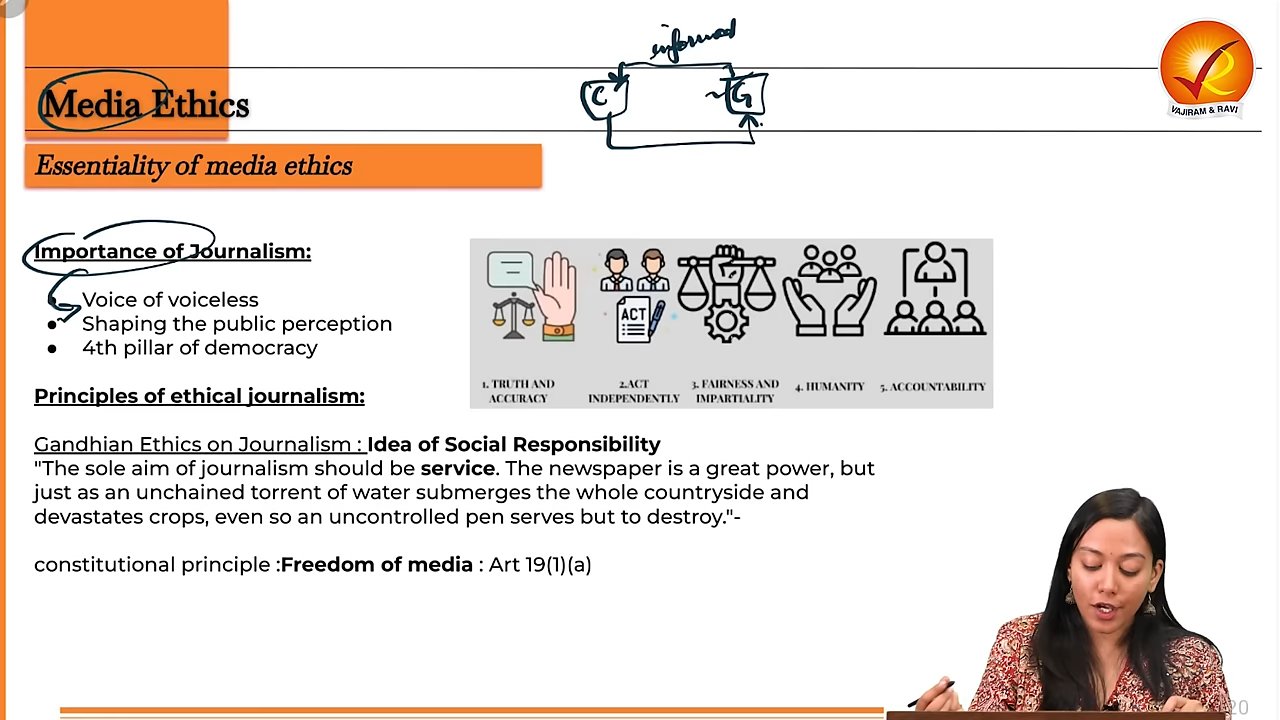 informed
C
G
VAJIRAM & RAVI
Media Ethics
Essentiality of media ethics
Importance of Journalism:
Voice of voiceless
● Shaping the public perception
● 4th pillar of democracy
ACT
1. TRUTH AND
ACCURACY
2.ACT
INDEPENDENTLY
3. FAIRNESS AND
IMPARTIALITY
4. HUMANITY
5. ACCOUNTABILITY
Principles of ethical journalism:
Gandhian Ethics on Journalism : Idea of Social Responsibility
"The sole aim of journalism should be service. The newspaper is a great power, but
just as an unchained torrent of water submerges the whole countryside and
devastates crops, even so an uncontrolled pen serves but to destroy."-
constitutional principle :Freedom of media : Art 19(1)(a)
20